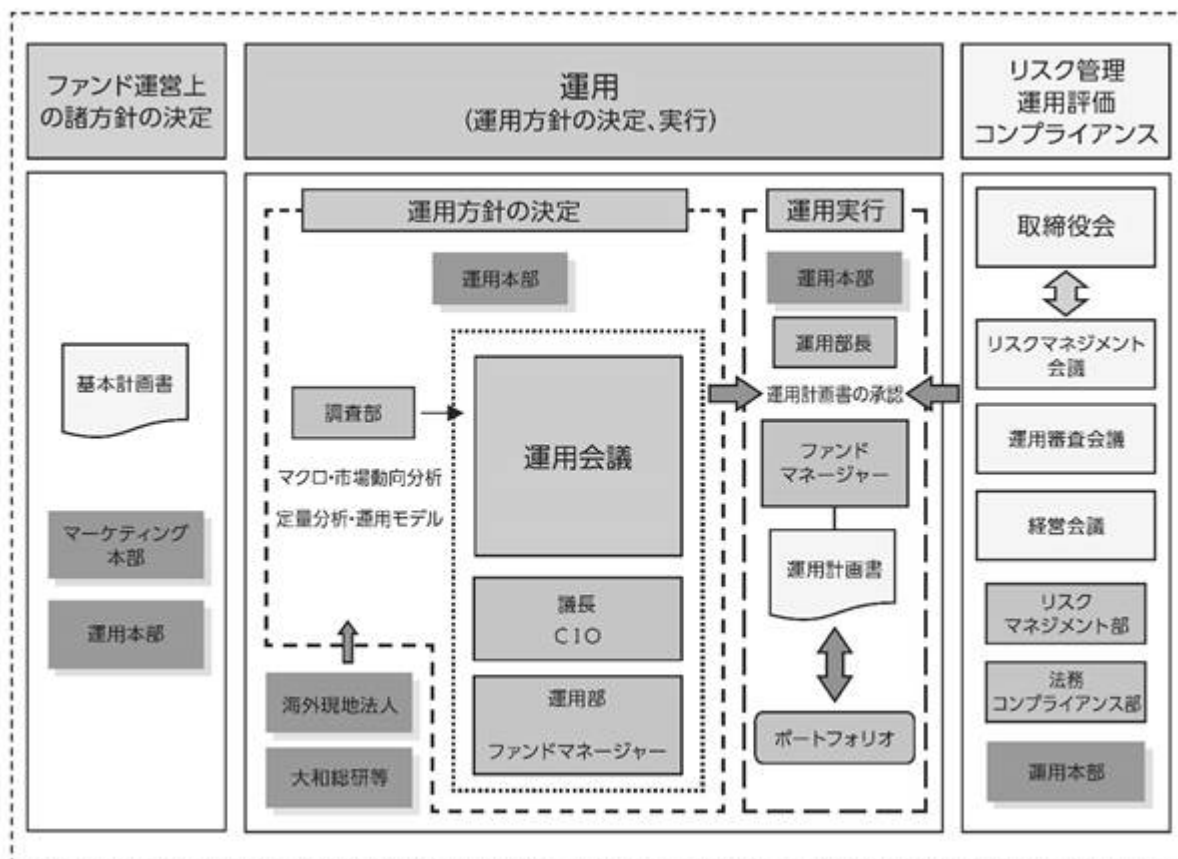 ファンド運営上
の諸方針の決定
運用
(運用方針の決定、実行)
リスク管理
運用評価
コンプライアンス
基本計画書
マーケティング
本部
運用本部
運用方針の決定
運用本部
調査部
マクロ・市場動向分析
定量分析・運用モデル
運用会議
議長
CIO
運用部
ファンドマネージャー
海外現地法人
大和総研等
運用実行
運用本部
運用部長
運用計画書の承認
ファンド
マネージャー
運用計画書
ポートフォリオ
取締役会
リスクマネジメント
会議
運用審査会議
経営会議
リスク
マネジメント部
法務
コンプライアンス部
運用本部